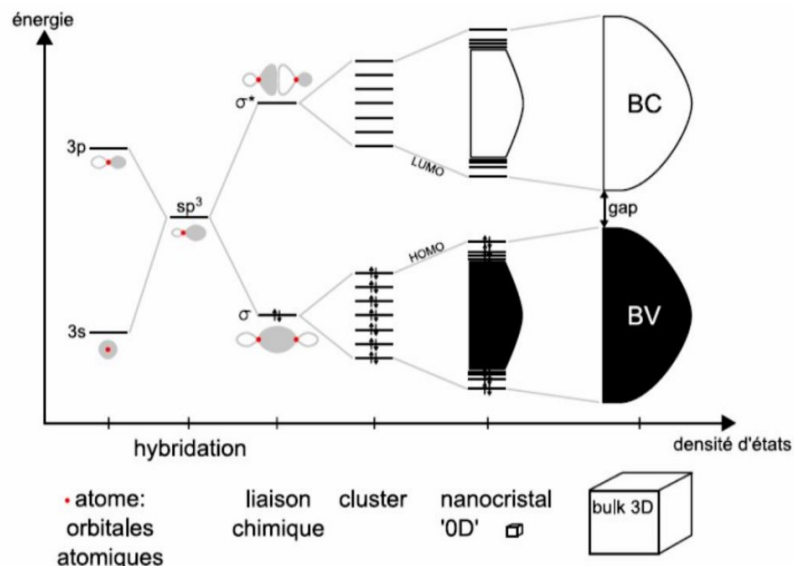 énergie
3p
sp³
3s
σ*
σ
LUMO
HOMO
BC
gap
BV
densité d'états
hybridation
atome:
orbitales
atomiques
liaison
chimique
cluster
nanocristal
'0D'
bulk 3D